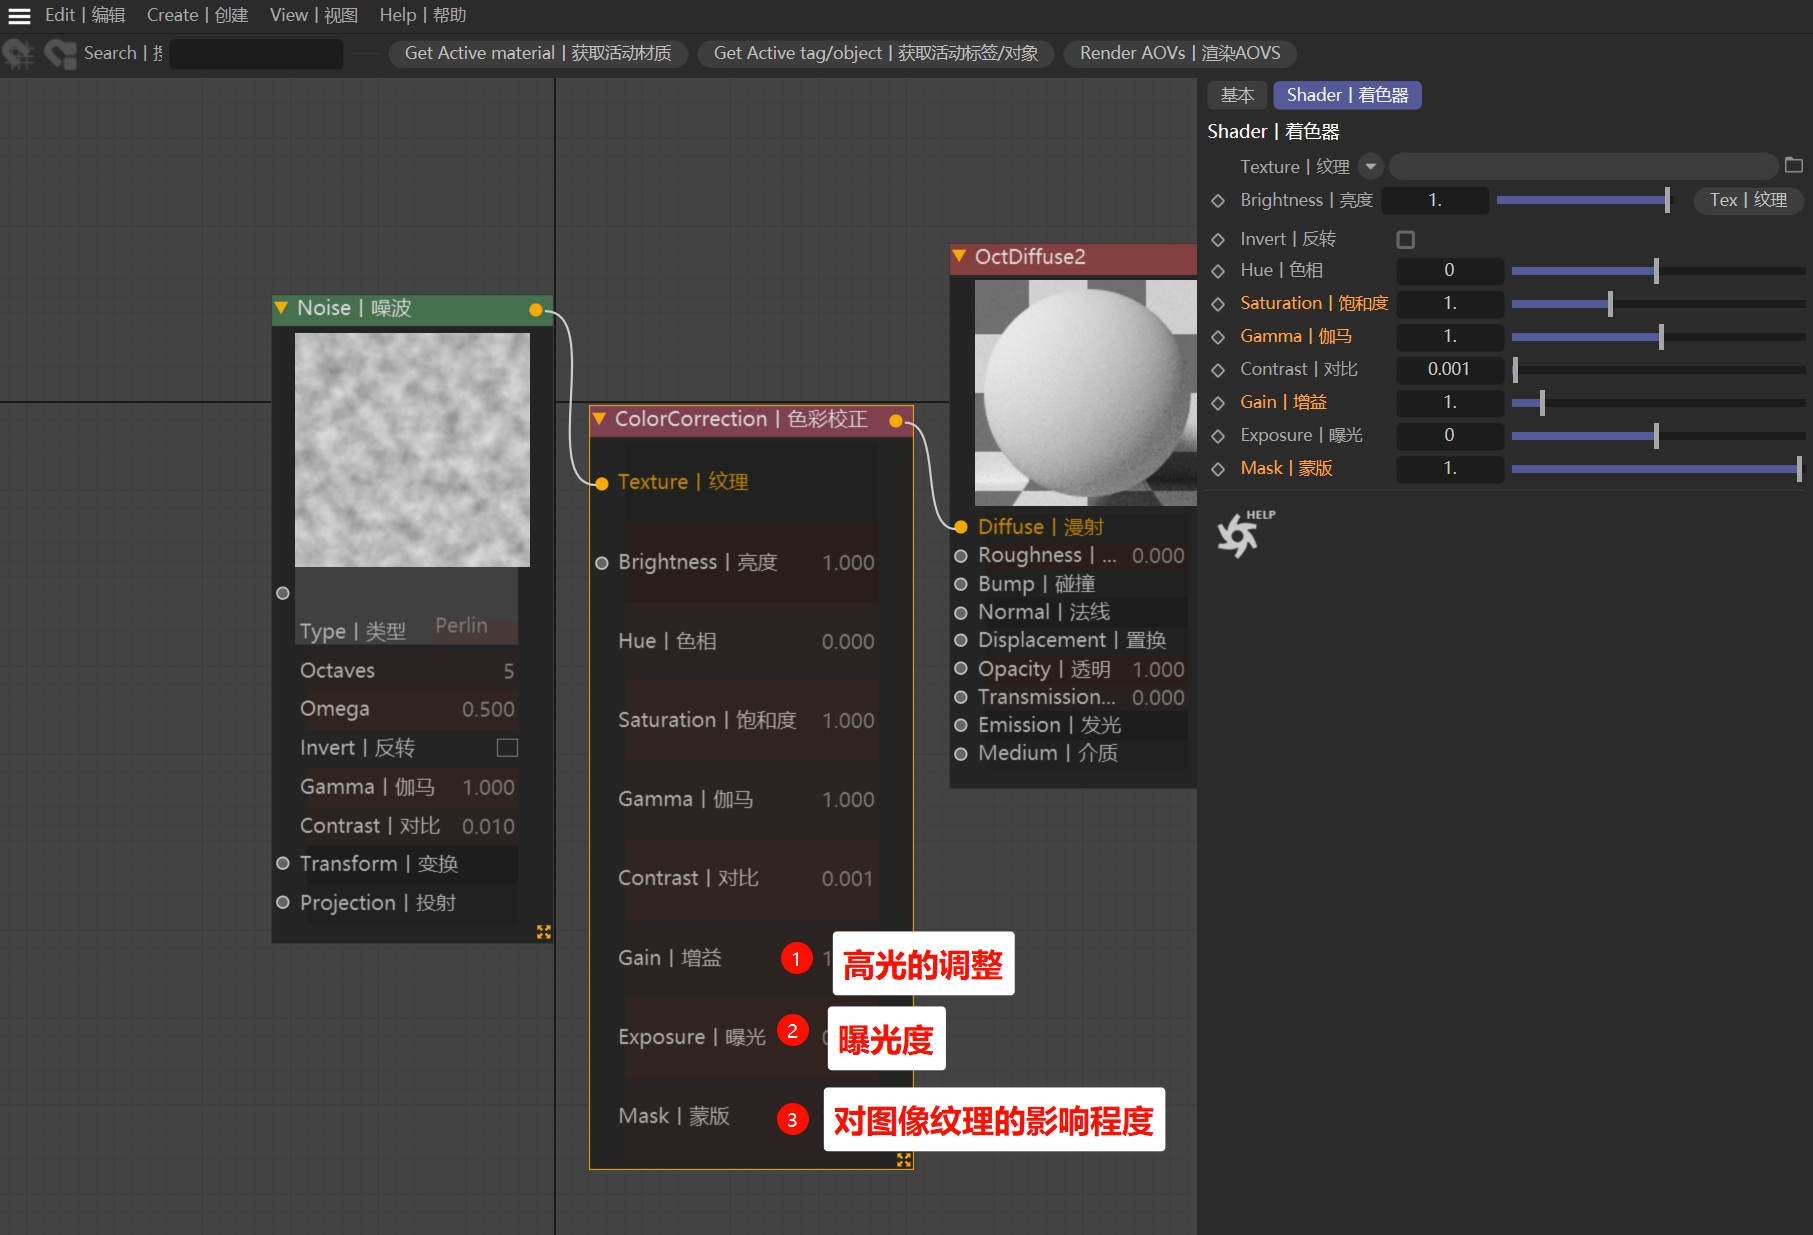 Edit | 编辑
Create | 创建
View | 视图
Help | 帮助
Search |
Get Active material | 获取活动材质
Get Active tag/object | 获取活动标签/对象
Render AOVs | 渲染AOVS
基本
Shader | 着色器
Shader | 着色器
Texture | 纹理
Brightness | 亮度
1.
Tex | 纹理
Invert | 反转
Hue | 色相
0
Saturation | 饱和度
1.
Gamma | 伽马
1.
Contrast | 对比
0.001
Gain | 增益
1.
Exposure | 曝光
0
Mask | 蒙版
1.
HELP
Noise | 噪波
Type | 类型
Perlin
Octaves
5
Omega
0.500
Invert | 反转
Gamma | 伽马
1.000
Contrast | 对比
0.010
Transform | 变换
Projection | 投射
ColorCorrection | 色彩校正
Texture | 纹理
Brightness | 亮度
1.000
Hue | 色相
0.000
Saturation | 饱和度
1.000
Gamma | 伽马
1.000
Contrast | 对比
0.001
Gain | 增益
1
高光的调整
Exposure | 曝光
2
曝光度
Mask | 蒙版
3
对图像纹理的影响程度
OctDiffuse2
Diffuse | 漫射
Roughness | ...
0.000
Bump | 碰撞
Normal | 法线
Displacement | 置换
Opacity | 透明
1.000
Transmission...
0.000
Emission | 发光
Medium | 介质